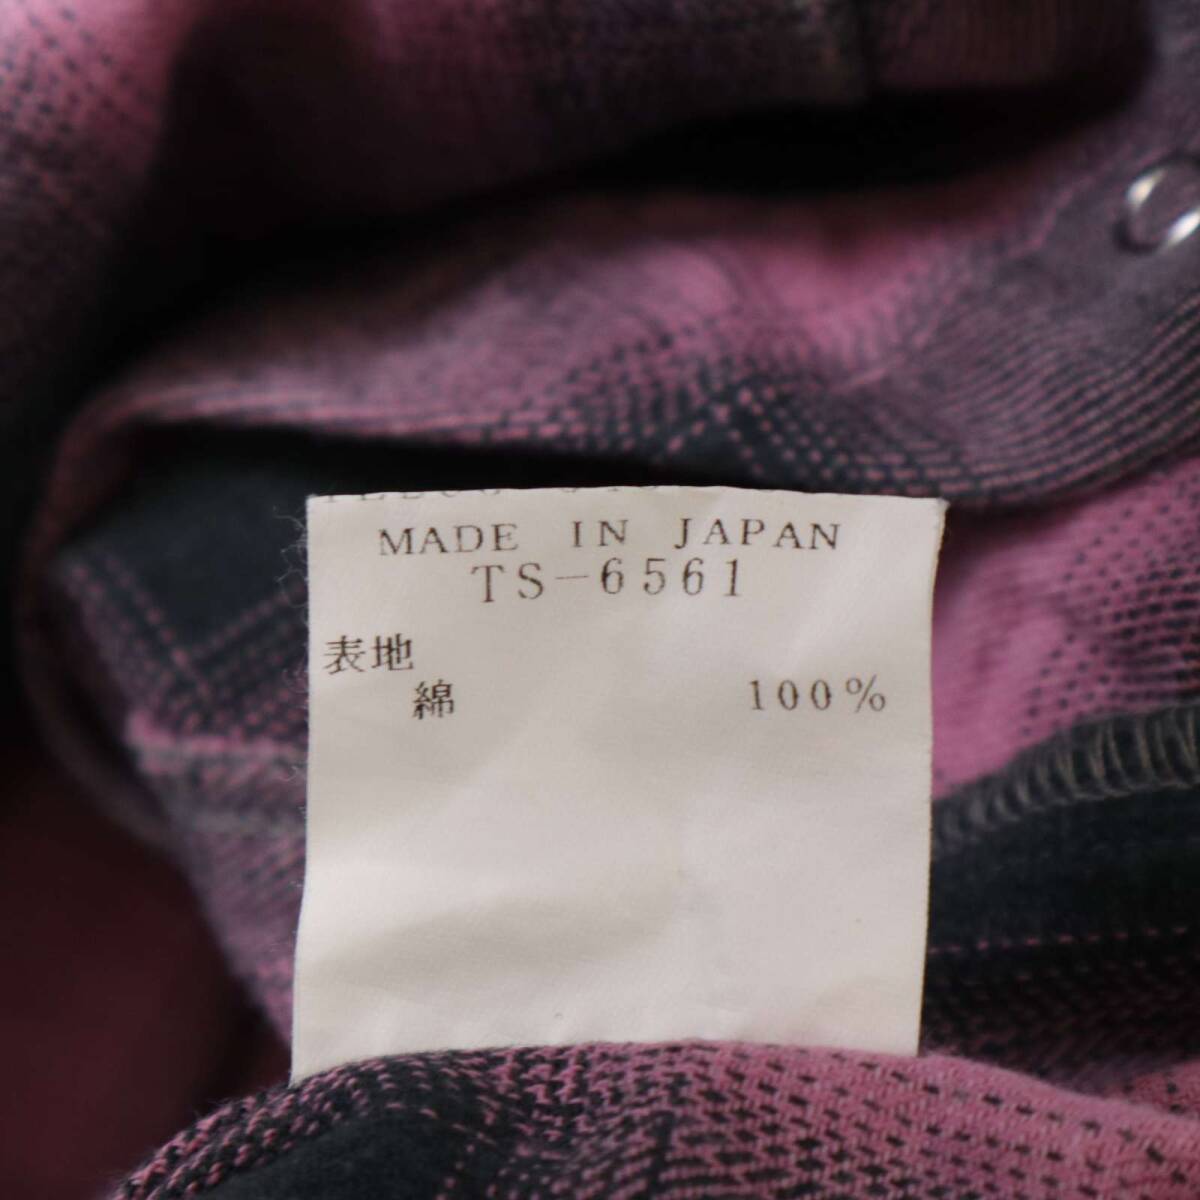 MADE IN JAPAN
TS-6561
表地
綿 100%